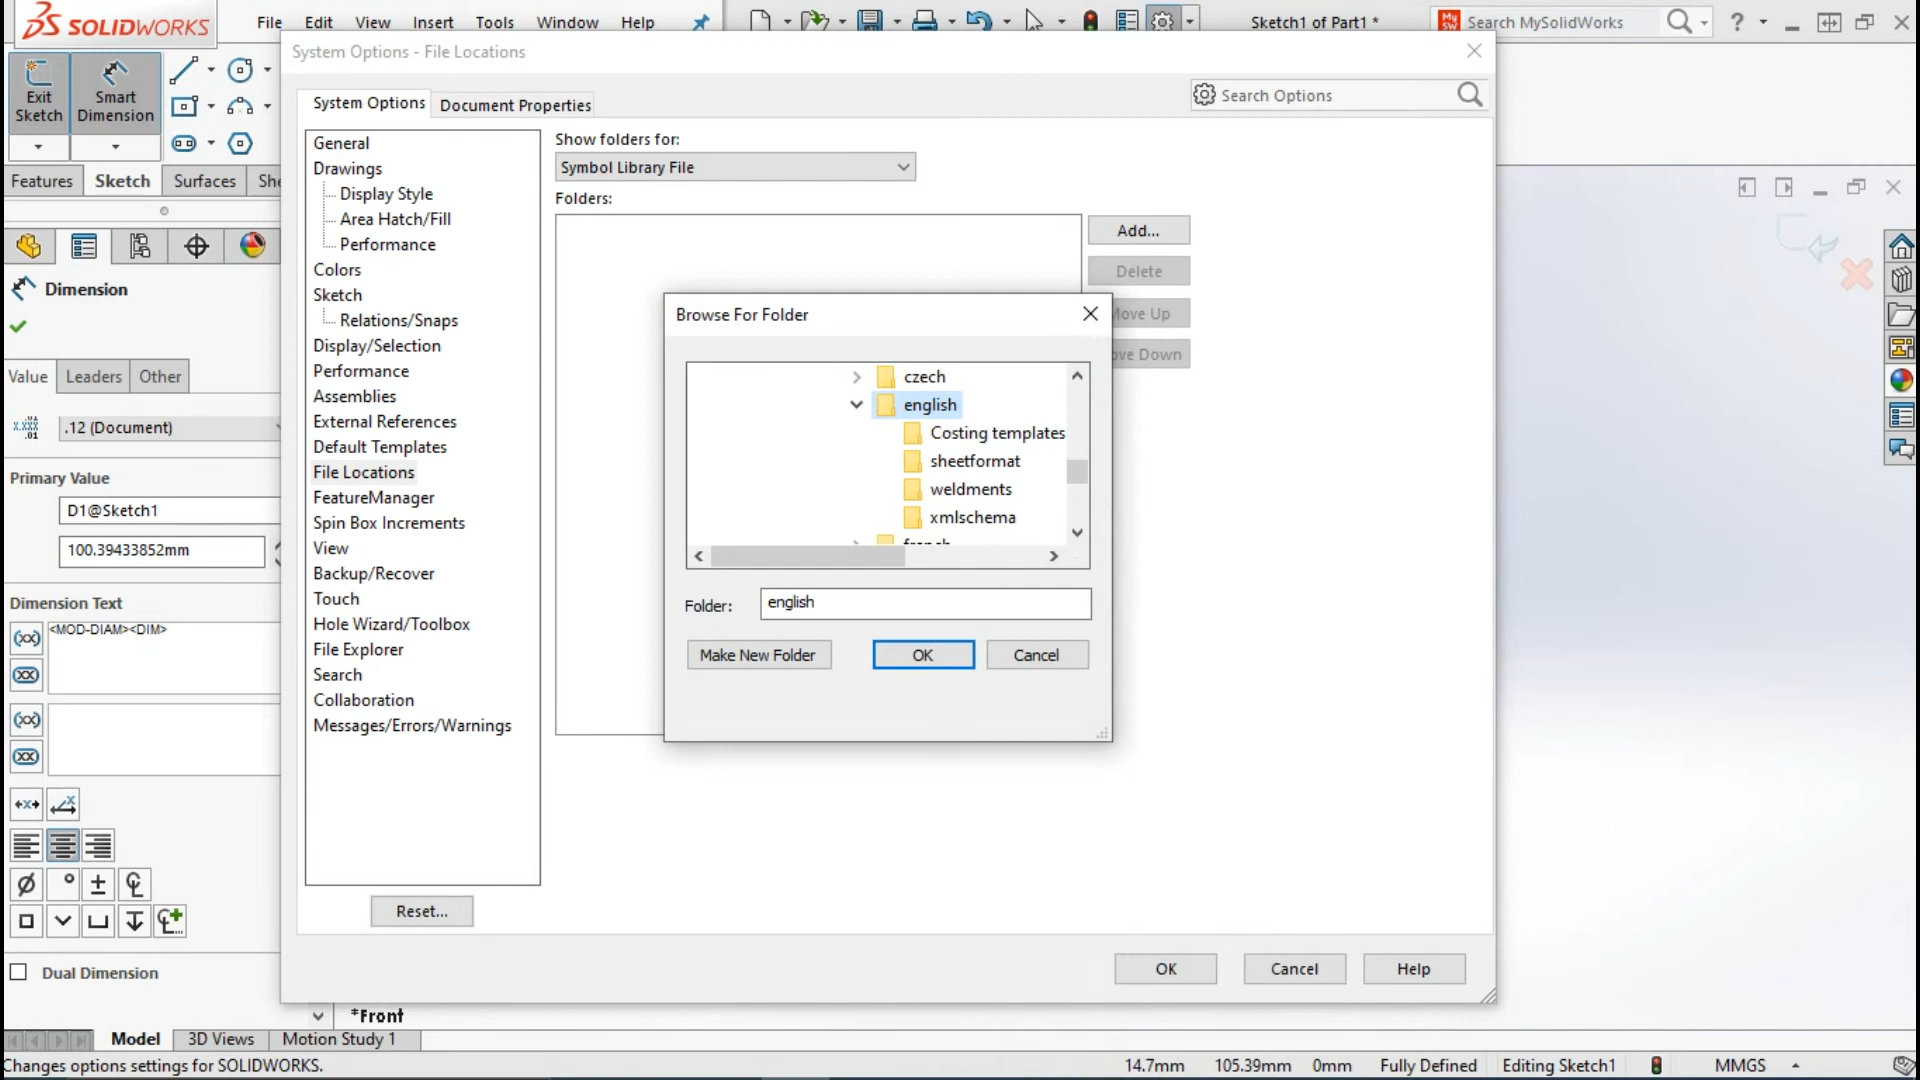 SOLIDWORKS File Edit View Insert Tools Window Help Sketch1 of Part1 * Search MySolidWorks ?
System Options - File Locations
Exit Sketch
Smart Dimension
System Options Document Properties Search Options
General
Drawings
Display Style
Area Hatch/Fill
Performance
Colors
Sketch
Relations/Snaps
Display/Selection
Performance
Assemblies
External References
Default Templates
File Locations
FeatureManager
Spin Box Increments
View
Backup/Recover
Touch
Hole Wizard/Toolbox
File Explorer
Search
Collaboration
Messages/Errors/Warnings
Reset...
Show folders for:
Symbol Library File
Folders:
Add...
Delete
Move Up
ove Down
Browse For Folder
czech
english
Costing templates
sheetformat
weldments
xmlschema
Folder: english
Make New Folder OK Cancel
OK Cancel Help
Features Sketch Surfaces She
Dimension
Value Leaders Other
.12 (Document)
Primary Value
D1@Sketch1
100.39433852mm
Dimension Text
<MOD-DIAM><DIM>
Dual Dimension
*Front
Model 3D Views Motion Study 1
Changes options settings for SOLIDWORKS. 14.7mm 105.39mm 0mm Fully Defined Editing Sketch1 MMGS